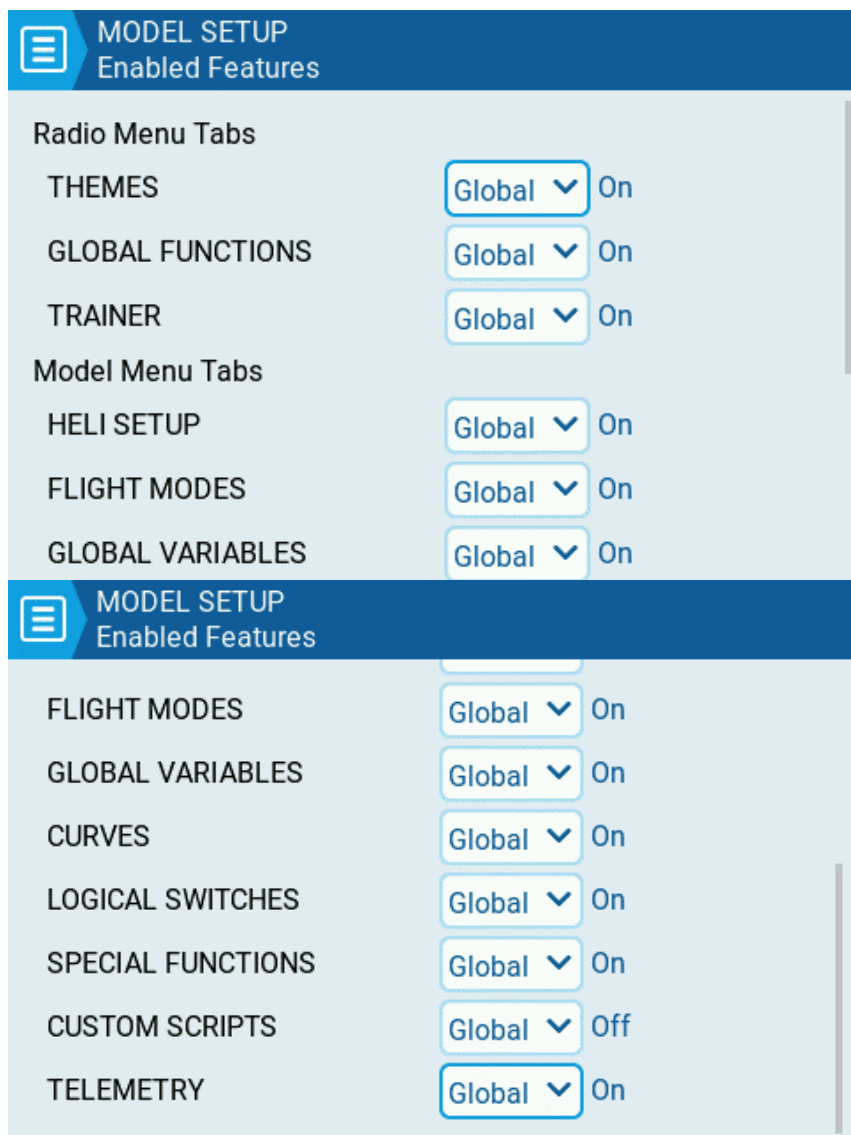 MODEL SETUP
Enabled Features
Radio Menu Tabs
THEMES Global On
GLOBAL FUNCTIONS Global On
TRAINER Global On
Model Menu Tabs
HELI SETUP Global On
FLIGHT MODES Global On
GLOBAL VARIABLES Global On
MODEL SETUP
Enabled Features
FLIGHT MODES Global On
GLOBAL VARIABLES Global On
CURVES Global On
LOGICAL SWITCHES Global On
SPECIAL FUNCTIONS Global On
CUSTOM SCRIPTS Global Off
TELEMETRY Global On